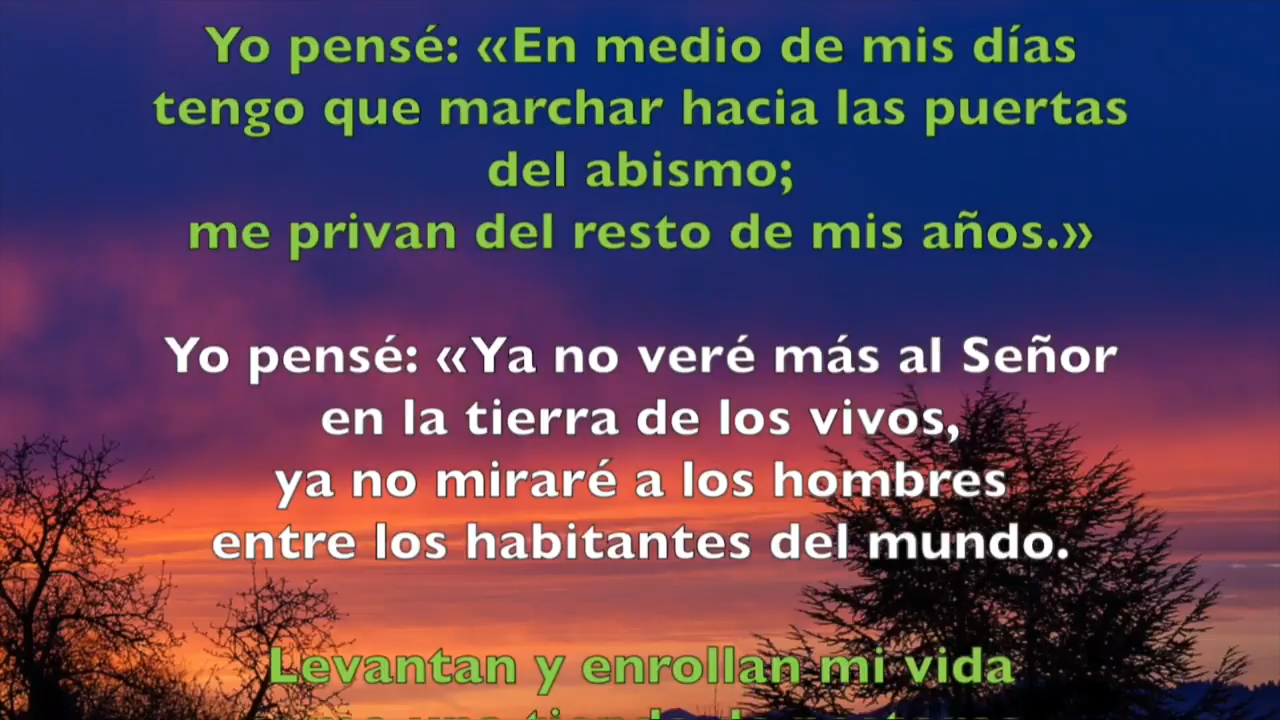 Yo pensé: «En medio de mis días
tengo que marchar hacia las puertas
del abismo;
me privan del resto de mis años.»
Yo pensé: «Ya no veré más al Señor
en la tierra de los vivos,
ya no miraré a los hombres
entre los habitantes del mundo.
Levantan y enrollan mi vida